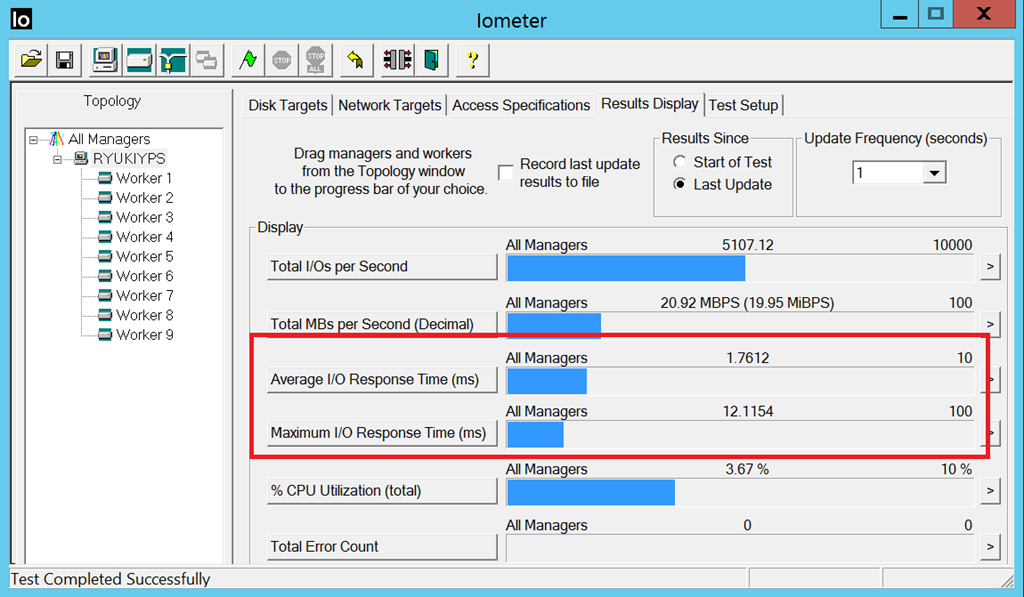 Io
Iometer
STOP
STOP
ALL
?
Topology
All Managers
RYUKIYPS
Worker 1
Worker 2
Worker 3
Worker 4
Worker 5
Worker 6
Worker 7
Worker 8
Worker 9
Disk Targets Network Targets Access Specifications Results Display Test Setup
Drag managers and workers
from the Topology window
to the progress bar of your choice.
Record last update
results to file
Results Since
Start of Test
Last Update
Update Frequency (seconds)
1
Display
All Managers 5107.12 10000
Total I/Os per Second >
All Managers 20.92 MBPS (19.95 MiBPS) 100
Total MBs per Second (Decimal) >
All Managers 1.7612 10
Average I/O Response Time (ms) >
All Managers 12.1154 100
Maximum I/O Response Time (ms) >
All Managers 3.67 % 10 %
% CPU Utilization (total) >
All Managers 0 0
Total Error Count >
Test Completed Successfully